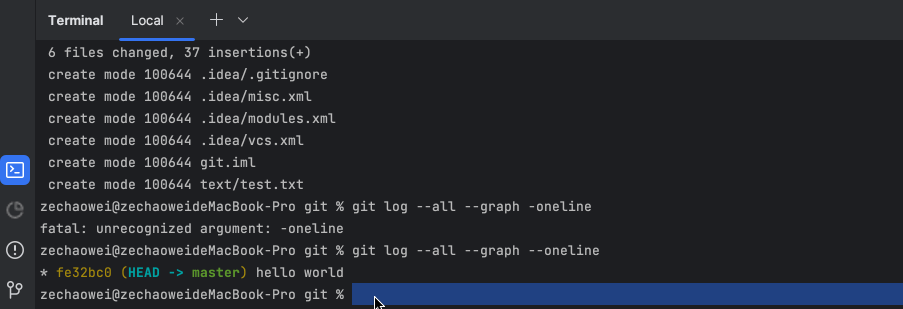 Terminal Local
6 files changed, 37 insertions(+)
create mode 100644 .idea/.gitignore
create mode 100644 .idea/misc.xml
create mode 100644 .idea/modules.xml
create mode 100644 .idea/vcs.xml
create mode 100644 git.iml
create mode 100644 text/test.txt
zechaowei@zechaoweideMacBook-Pro git % git log --all --graph -oneline
fatal: unrecognized argument: -oneline
zechaowei@zechaoweideMacBook-Pro git % git log --all --graph --oneline
* fe32bc0 (HEAD -> master) hello world
zechaowei@zechaoweideMacBook-Pro git %